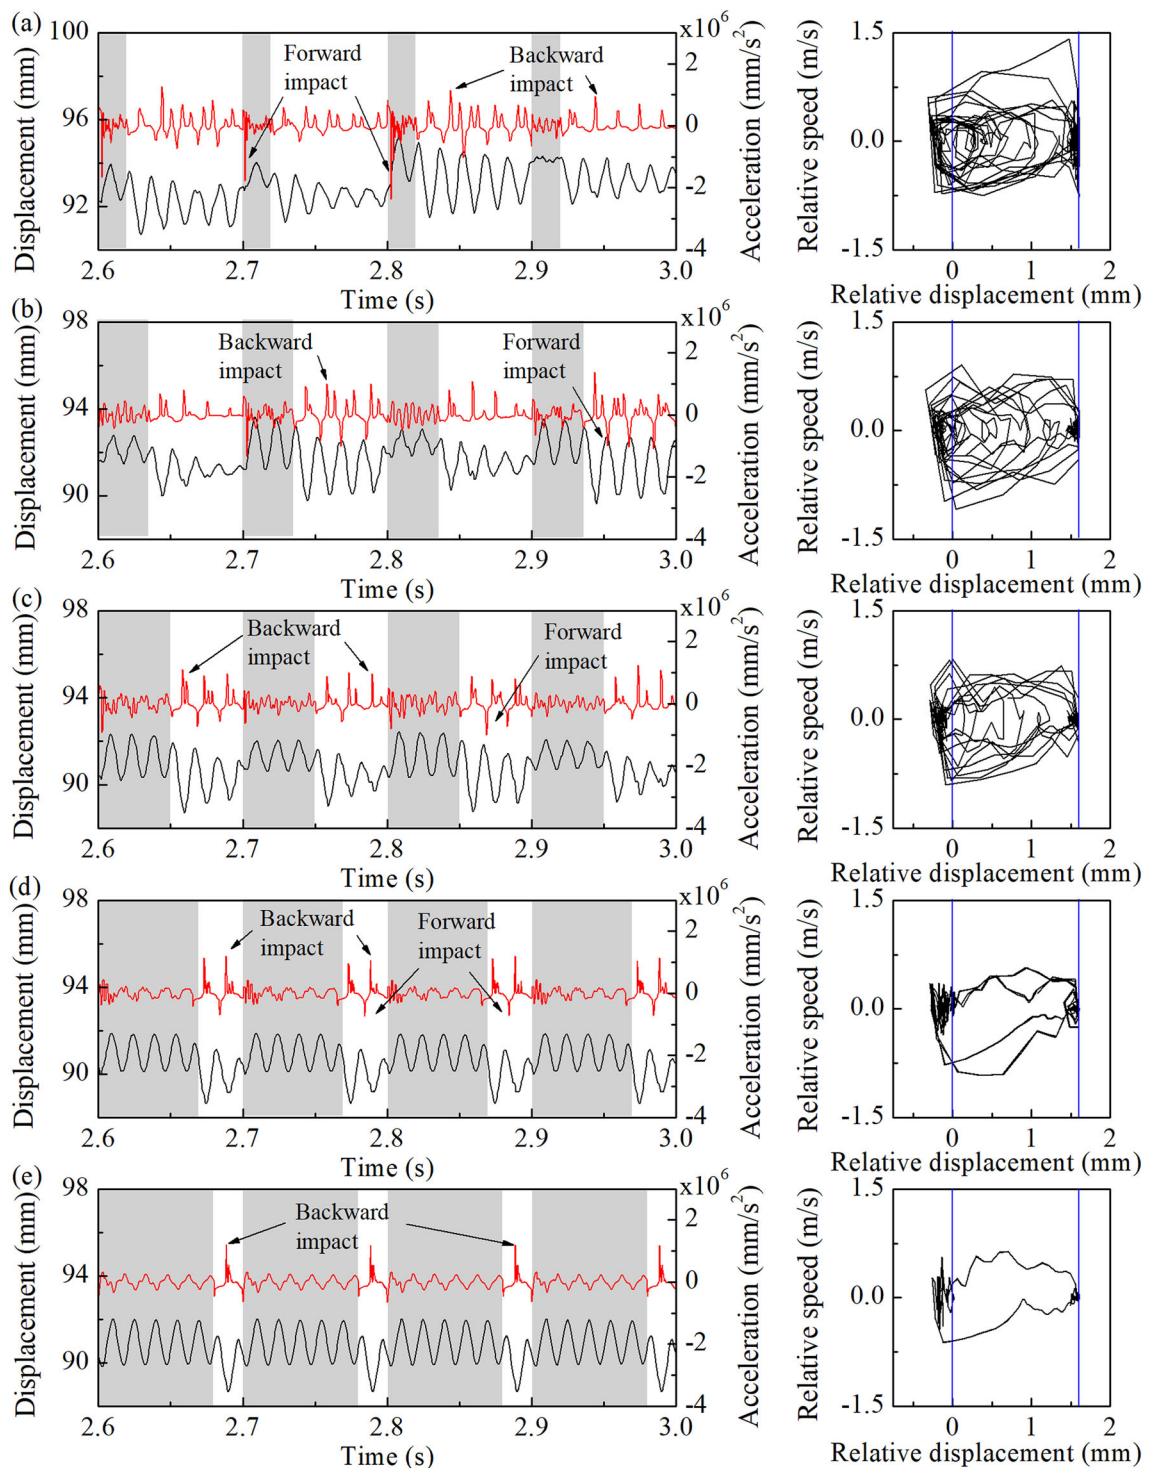 (a)
100
96
92
Displacement (mm)
x10⁶
2
0
-2
-4
Acceleration (mm/s²)
Forward
impact
Backward
impact
2.6 2.7 2.8 2.9 3.0
Time (s)
1.5
0.0
-1.5
Relative speed (m/s)
0 1 2
Relative displacement (mm)
(b)
98
94
90
Displacement (mm)
x10⁶
2
0
-2
-4
Acceleration (mm/s²)
Backward
impact
Forward
impact
2.6 2.7 2.8 2.9 3.0
Time (s)
1.5
0.0
-1.5
Relative speed (m/s)
0 1 2
Relative displacement (mm)
(c)
98
94
90
Displacement (mm)
x10⁶
2
0
-2
-4
Acceleration (mm/s²)
Backward
impact
Forward
impact
2.6 2.7 2.8 2.9 3.0
Time (s)
1.5
0.0
-1.5
Relative speed (m/s)
0 1 2
Relative displacement (mm)
(d)
98
94
90
Displacement (mm)
x10⁶
2
0
-2
-4
Acceleration (mm/s²)
Backward
impact
Forward
impact
2.6 2.7 2.8 2.9 3.0
Time (s)
1.5
0.0
-1.5
Relative speed (m/s)
0 1 2
Relative displacement (mm)
(e)
98
94
90
Displacement (mm)
x10⁶
2
0
-2
-4
Acceleration (mm/s²)
Backward
impact
2.6 2.7 2.8 2.9 3.0
Time (s)
1.5
0.0
-1.5
Relative speed (m/s)
0 1 2
Relative displacement (mm)